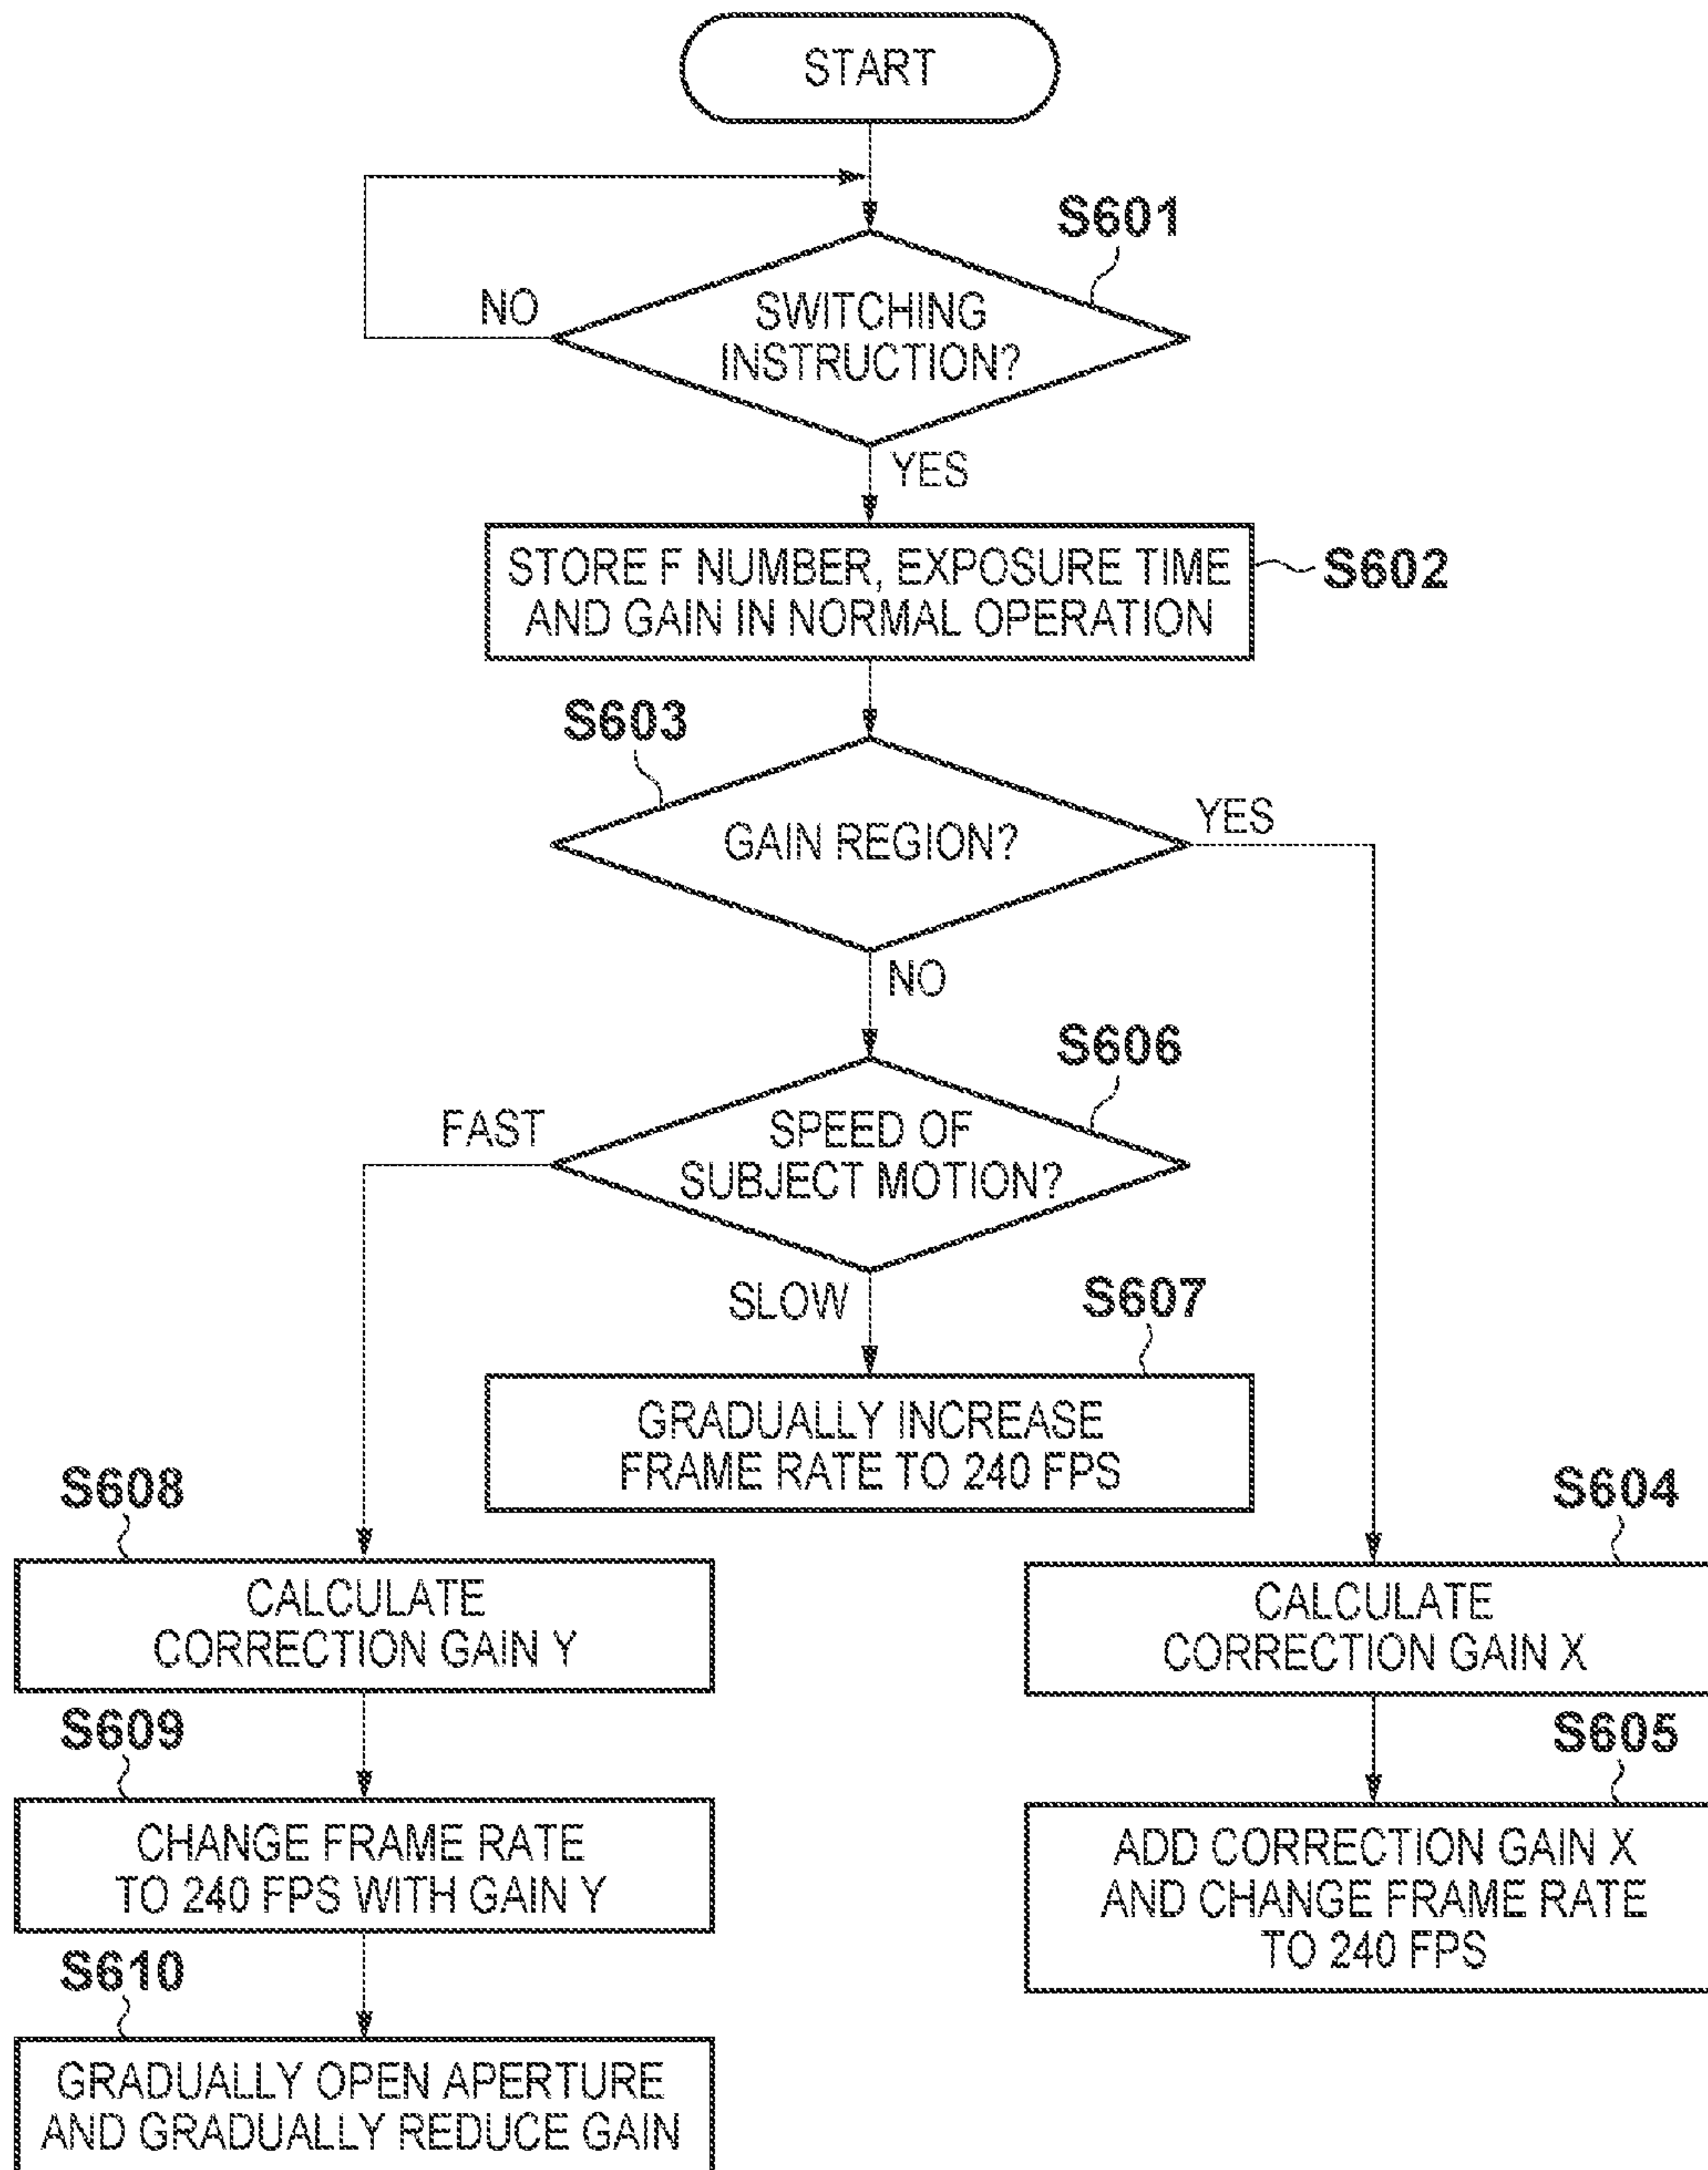 START
S601
NO
SWITCHING
INSTRUCTION?
YES
STORE F NUMBER, EXPOSURE TIME
AND GAIN IN NORMAL OPERATION
S602
S603
GAIN REGION?
YES
NO
S606
FAST
SPEED OF
SUBJECT MOTION?
SLOW
S607
GRADUALLY INCREASE
FRAME RATE TO 240 FPS
S608
CALCULATE
CORRECTION GAIN Y
S604
CALCULATE
CORRECTION GAIN X
S609
CHANGE FRAME RATE
TO 240 FPS WITH GAIN Y
S605
ADD CORRECTION GAIN X
AND CHANGE FRAME RATE
TO 240 FPS
S610
GRADUALLY OPEN APERTURE
AND GRADUALLY REDUCE GAIN